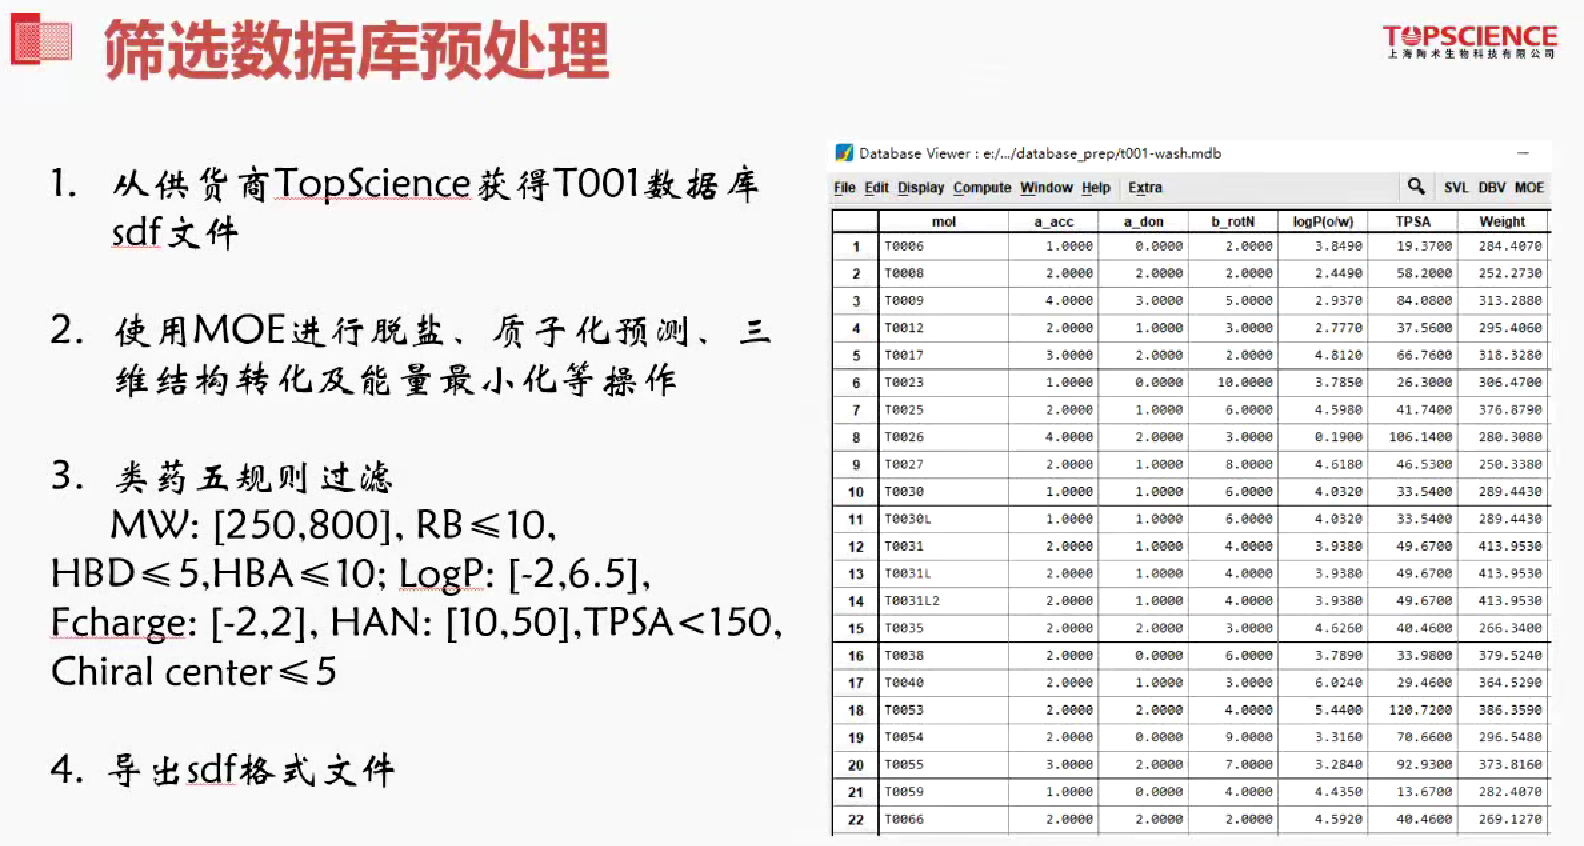 筛选数据库预处理
TOPSCIENCE
上海陶术生物科技有限公司
1. 从供货商TopScience获得T001数据库
sdf文件
2. 使用MOE进行脱盐、质子化预测、三
维结构转化及能量最小化等操作
3. 类药五规则过滤
MW: [250,800], RB≤10,
HBD≤5,HBA≤10; LogP: [-2,6.5],
Fcharge: [-2,2], HAN: [10,50],TPSA<150,
Chiral center≤5
4. 导出sdf格式文件
Database Viewer : e:/.../database_prep/t001-wash.mdb
File Edit Display Compute Window Help Extra SVL DBV MOE
mol a_acc a_don b_rotN logP(o/w) TPSA Weight
1 T0006 1.0000 0.0000 2.0000 3.8490 19.3700 284.4070
2 T0008 2.0000 2.0000 2.0000 2.4490 58.2000 252.2730
3 T0009 4.0000 3.0000 5.0000 2.9370 84.0800 313.2880
4 T0012 2.0000 1.0000 3.0000 2.7770 37.5600 295.4060
5 T0017 3.0000 2.0000 2.0000 4.8120 66.7600 318.3280
6 T0023 1.0000 0.0000 10.0000 3.7850 26.3000 306.4700
7 T0025 2.0000 1.0000 6.0000 4.5980 41.7400 376.8790
8 T0026 4.0000 2.0000 3.0000 0.1900 106.1400 280.3080
9 T0027 2.0000 1.0000 8.0000 4.6180 46.5300 250.3380
10 T0030 1.0000 1.0000 6.0000 4.0320 33.5400 289.4430
11 T0030L 1.0000 1.0000 6.0000 4.0320 33.5400 289.4430
12 T0031 2.0000 1.0000 4.0000 3.9380 49.6700 413.9530
13 T0031L 2.0000 1.0000 4.0000 3.9380 49.6700 413.9530
14 T0031L2 2.0000 1.0000 4.0000 3.9380 49.6700 413.9530
15 T0035 2.0000 2.0000 3.0000 4.6260 40.4600 266.3400
16 T0038 2.0000 0.0000 6.0000 3.7890 33.9800 379.5240
17 T0040 2.0000 1.0000 3.0000 6.0240 29.4600 364.5290
18 T0053 2.0000 2.0000 4.0000 5.4400 120.7200 386.3590
19 T0054 2.0000 0.0000 9.0000 3.3160 70.6600 296.5480
20 T0055 3.0000 2.0000 7.0000 3.2840 92.9300 373.8160
21 T0059 1.0000 0.0000 4.0000 4.4350 13.6700 282.4070
22 T0066 2.0000 2.0000 2.0000 4.5920 40.4600 269.1270